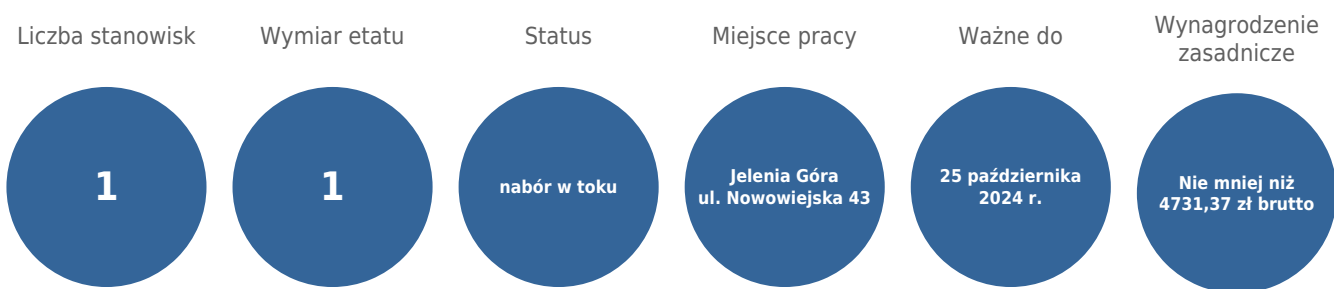 Liczba stanowisk
1
Wymiar etatu
1
Status
nabór w toku
Miejsce pracy
Jelenia Góra
ul. Nowowiejska 43
Ważne do
25 października
2024 r.
Wynagrodzenie
zasadnicze
Nie mniej niż
4731,37 zł brutto